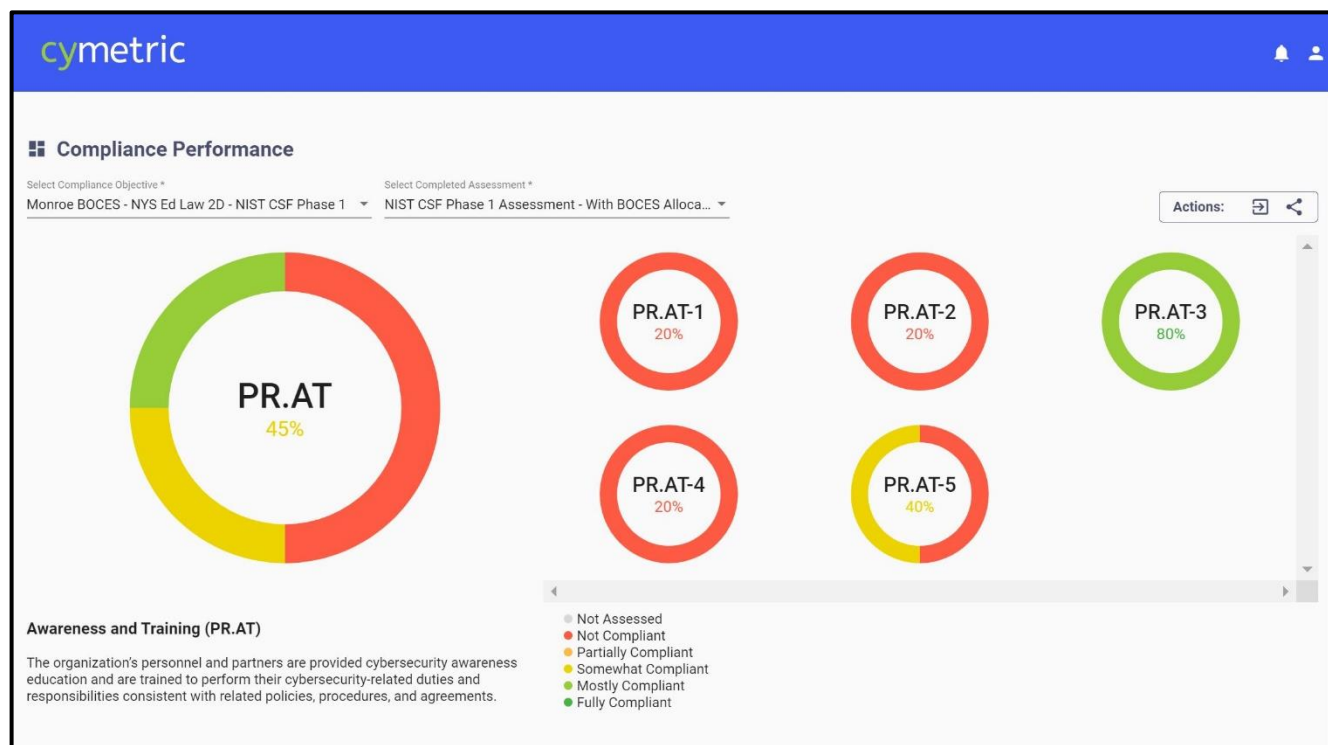 cymetric
Compliance Performance
Select Compliance Objective *
Monroe BOCES - NYS Ed Law 2D - NIST CSF Phase 1
Select Completed Assessment *
NIST CSF Phase 1 Assessment - With BOCES Alloca...
Actions:
PR.AT
45%
PR.AT-1
20%
PR.AT-2
20%
PR.AT-3
80%
PR.AT-4
20%
PR.AT-5
40%
Awareness and Training (PR.AT)
The organization's personnel and partners are provided cybersecurity awareness
education and are trained to perform their cybersecurity-related duties and
responsibilities consistent with related policies, procedures, and agreements.
Not Assessed
Not Compliant
Partially Compliant
Somewhat Compliant
Mostly Compliant
Fully Compliant